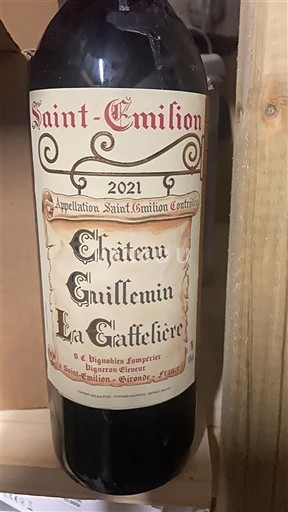 Saint-Emilion
2021
Appellation Saint Emilion Contrôlée
Château
Guillemin
La Gaffelière
S.C. Vignobles Fompérier
Vigneron Eleveur
à Saint-Emilion - Gironde - France